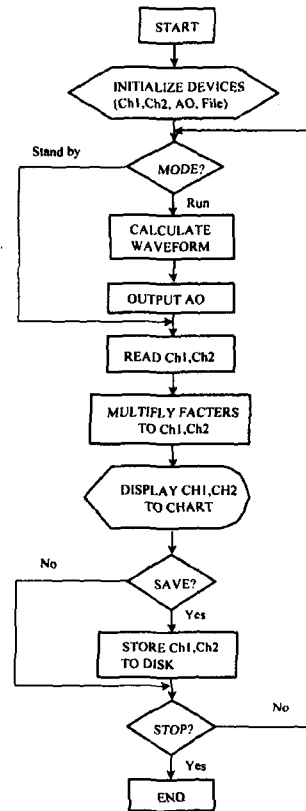 START
INITIALIZE DEVICES
(Ch1,Ch2, AO, File)
Stand by
MODE?
Run
CALCULATE
WAVEFORM
OUTPUT AO
READ Ch1,Ch2
MULTIFLY FACTERS
TO Ch1,Ch2
DISPLAY CH1,CH2
TO CHART
No
SAVE?
Yes
STORE Ch1,Ch2
TO DISK
No
STOP?
Yes
END